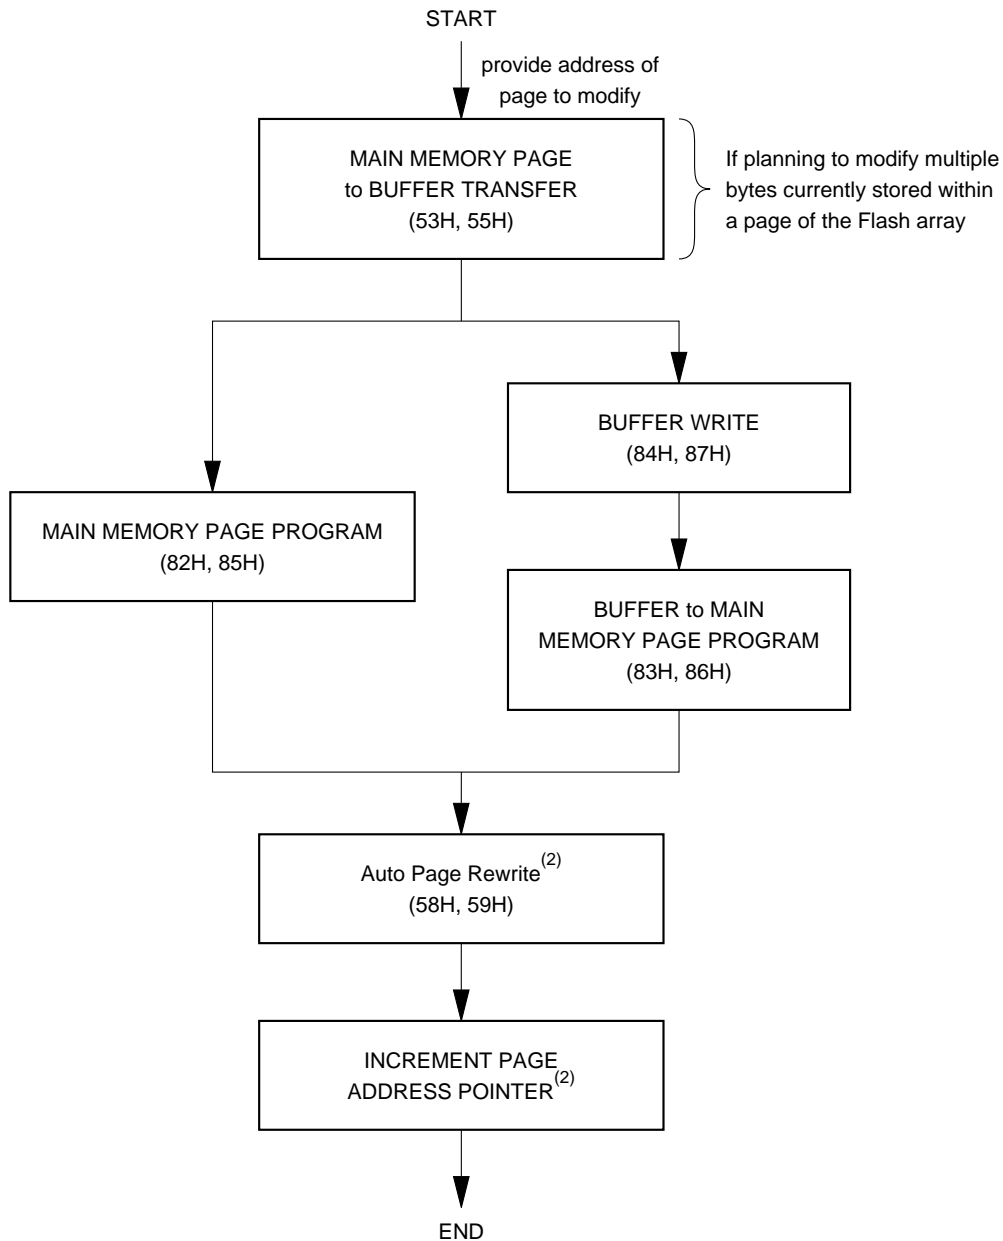 START
provide address of
page to modify
MAIN MEMORY PAGE
to BUFFER TRANSFER
(53H, 55H)
If planning to modify multiple
bytes currently stored within
a page of the Flash array
BUFFER WRITE
(84H, 87H)
MAIN MEMORY PAGE PROGRAM
(82H, 85H)
BUFFER to MAIN
MEMORY PAGE PROGRAM
(83H, 86H)
Auto Page Rewrite(2)
(58H, 59H)
INCREMENT PAGE
ADDRESS POINTER(2)
END